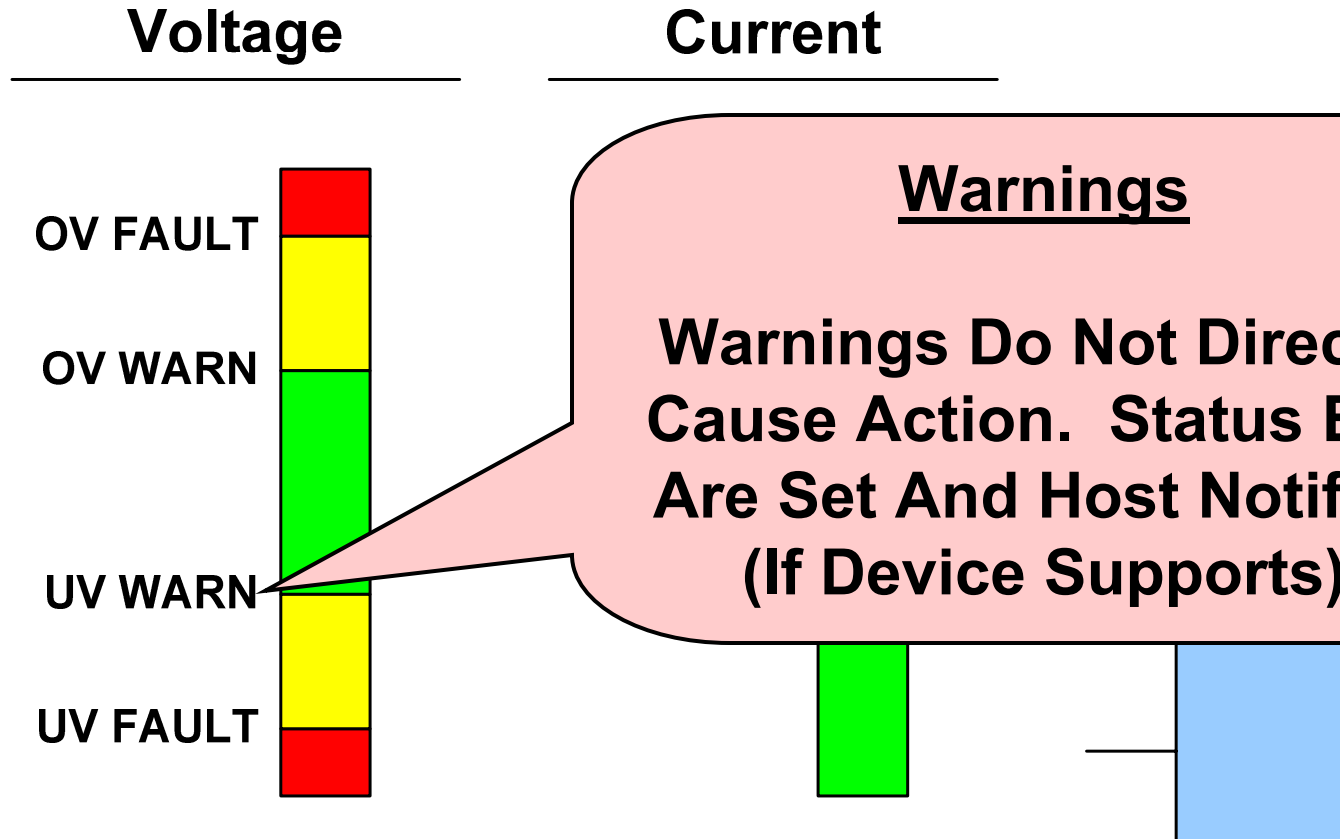 Voltage
Current
Warnings
OV FAULT
Warnings Do Not
OV WARN
Cause Action. Status
Are Set And Host
(If Device Supports)
UV WARN
UV FAULT